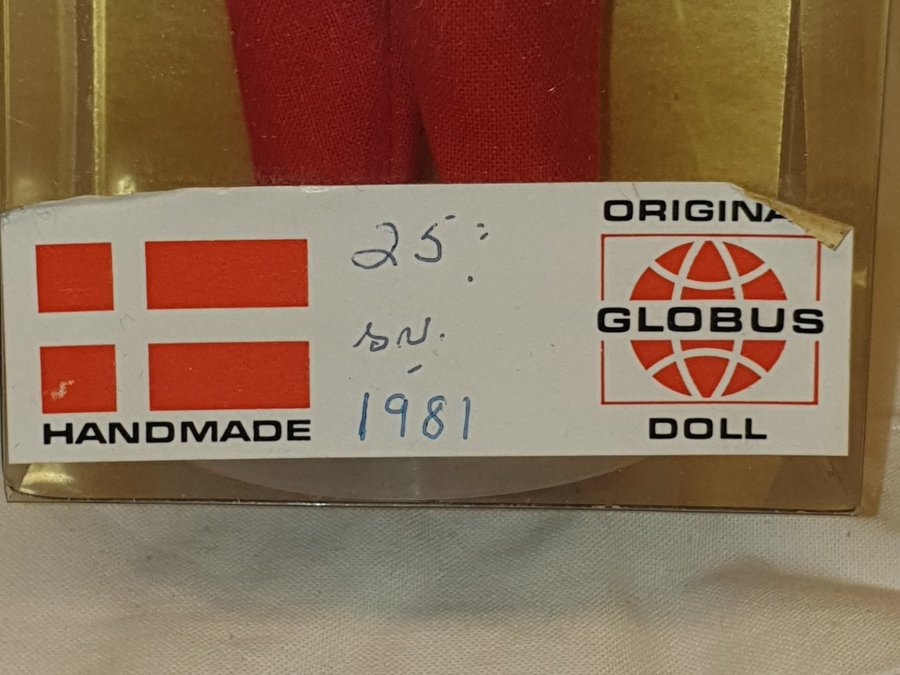 HANDMADE
25
1981
ORIGINA
GLOBUS
DOLL